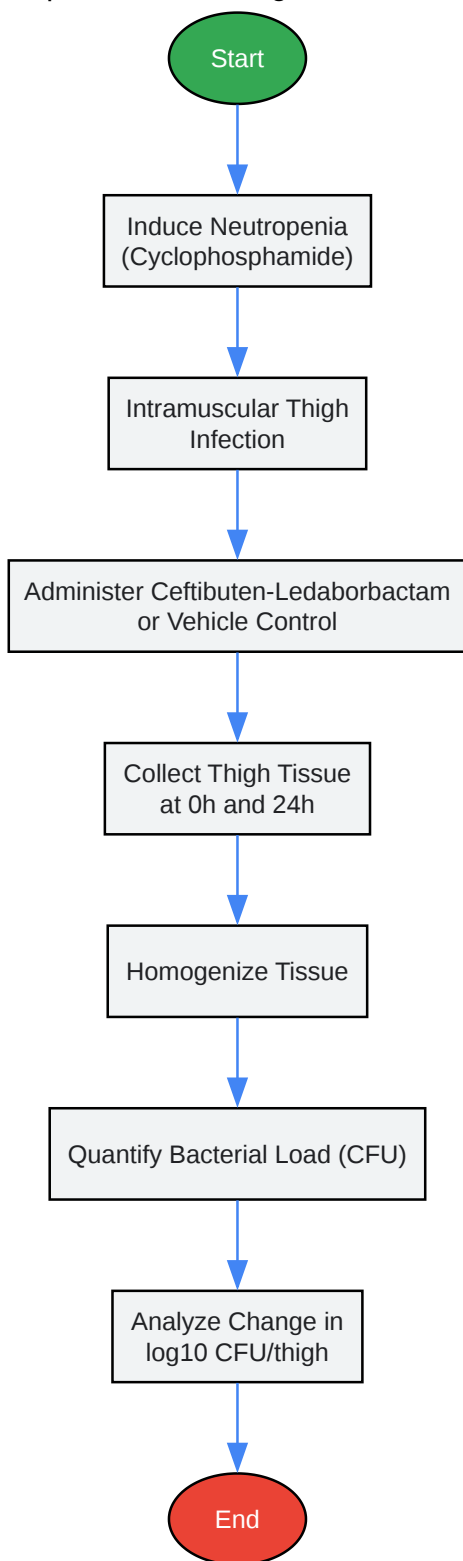 Start
Induce Neutropenia
(Cyclophosphamide)
Intramuscular Thigh
Infection
Administer Ceftibuten-Ledaborbactam
or Vehicle Control
Collect Thigh Tissue
at 0h and 24h
Homogenize Tissue
Quantify Bacterial Load (CFU)
Analyze Change in
log10 CFU/thigh
End